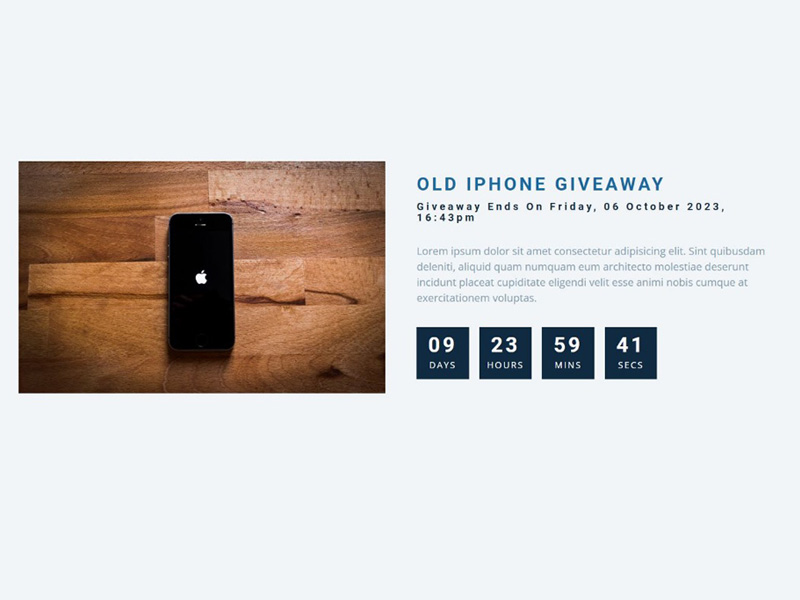 OLD IPHONE GIVEAWAY
Giveaway Ends On Friday, 06 October 2023,
16:43pm
Lorem ipsum dolor sit amet consectetur adipisicing elit. Sint quibusdam
deleniti, aliquid quam numquam eum architecto molestiae deserunt
incidunt placeat cupiditate eligendi velit esse animi nobis cumque at
exercitationem voluptas.
09 23 59 41
DAYS HOURS MINS SECS